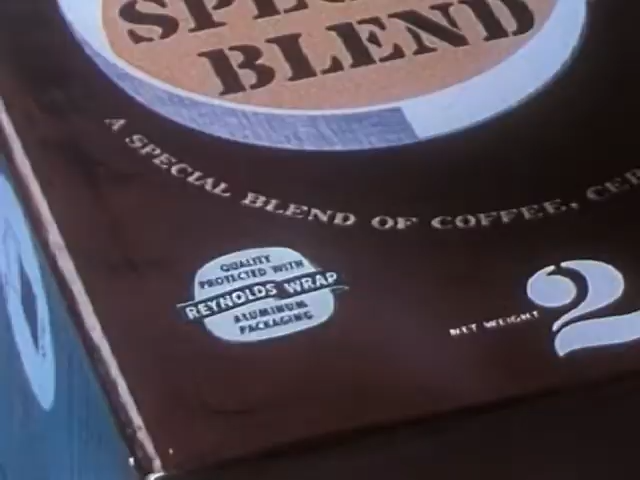 BLEND
A SPECIAL BLEND OF COFFEE,
QUALITY
PROTECTED WITH
REYNOLDS WRAP
ALUMINUM
PACKAGING
NET WEIGHT 2